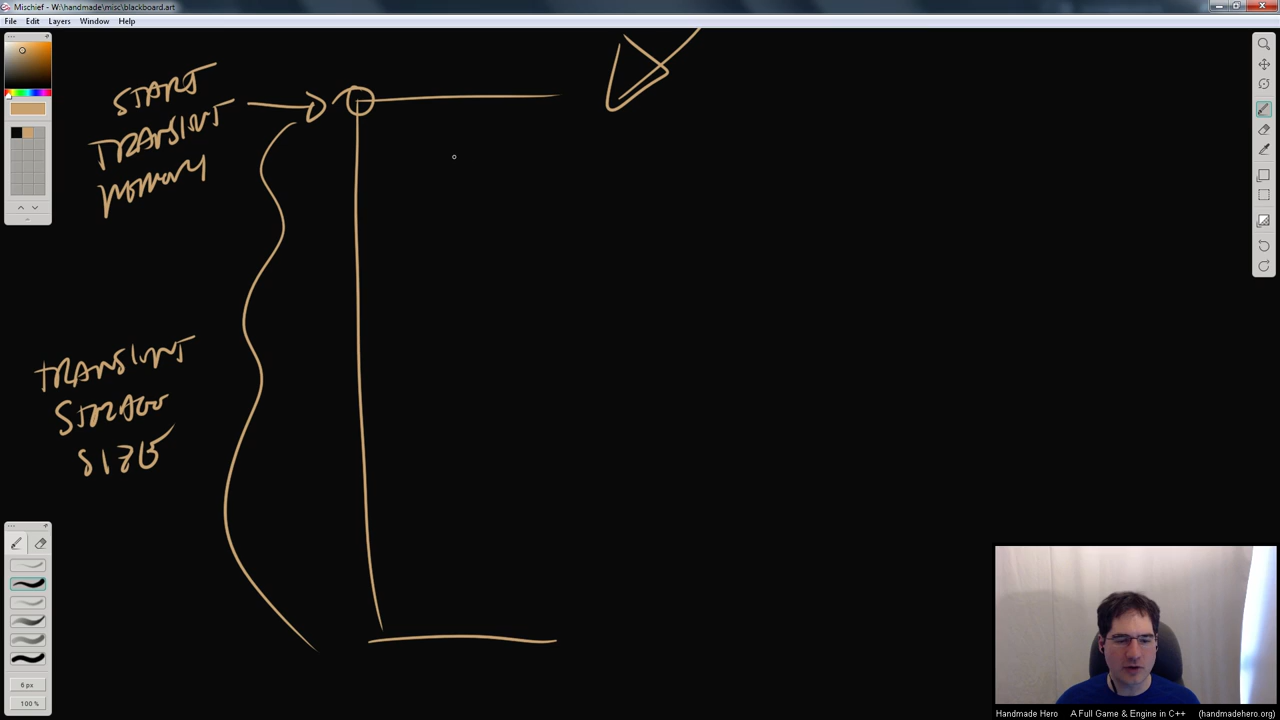 Mischief - W:\handmade\misc\blackboard.art
File Edit Layers Window Help
START
TRANSIENT
MEMORY
TRANSIENT
STORAGE
SIZE
6 px
100 %
Handmade Hero A Full Game & Engine in C++ (handmadehero.org)